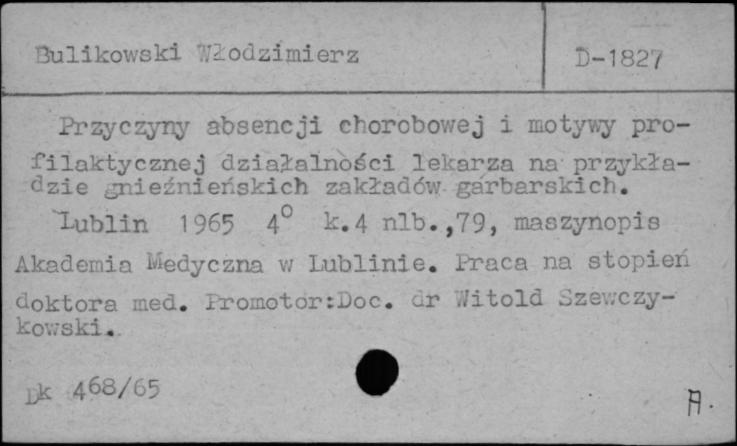 Bulikowski Włodzimierz
D-1827
Przyczyny absencji chorobowej i motywy pro-
filaktycznej działalności lekarza na przykła-
dzie gnieźnieńskich zakładów garbarskich.
Lublin 1965 4° k.4 nlb.,79, maszynopis
Akademia Medyczna w Lublinie. Praca na stopień
doktora med. Promotor:Doc. dr Witold Szewczy-
kowski.
Dk 468/65
A.